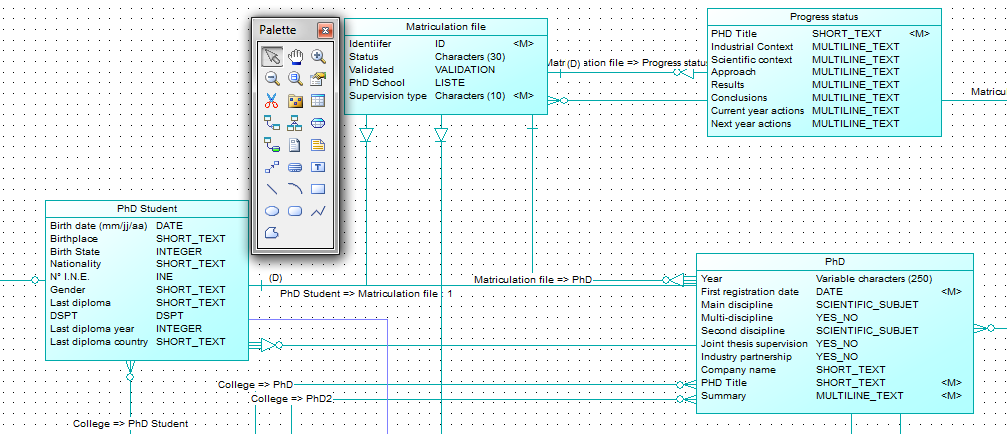 Palette
Matriculation file
Identiifer ID <M>
Status Characters (30)
Validated VALIDATION
PhD School LISTE
Supervision type Characters (10) <M>
(D) ation file => Progress status
Progress status
PHD Title SHORT_TEXT <M>
Industrial Context MULTILINE_TEXT
Scientific context MULTILINE_TEXT
Approach MULTILINE_TEXT
Results MULTILINE_TEXT
Conclusions MULTILINE_TEXT
Current year actions MULTILINE_TEXT
Next year actions MULTILINE_TEXT
Matricul
PhD Student
Birth date (mm/jj/aa) DATE
Birthplace SHORT_TEXT
Birth State INTEGER
Nationality SHORT_TEXT
N° I.N.E. INE
Gender SHORT_TEXT
Last diploma SHORT_TEXT
DSPT DSPT
Last diploma year INTEGER
Last diploma country SHORT_TEXT
(D)
PhD Student => Matriculation file : 1
Matriculation file => PhD
PhD
Year Variable characters (250)
First registration date DATE <M>
Main discipline SCIENTIFIC_SUBJET
Multi-discipline YES_NO
Second discipline SCIENTIFIC_SUBJET
Joint thesis supervision YES_NO
Industry partnership YES_NO
Company name SHORT_TEXT
PHD Title SHORT_TEXT <M>
Summary MULTILINE_TEXT <M>
College => PhD
College => PhD2
College => PhD Student